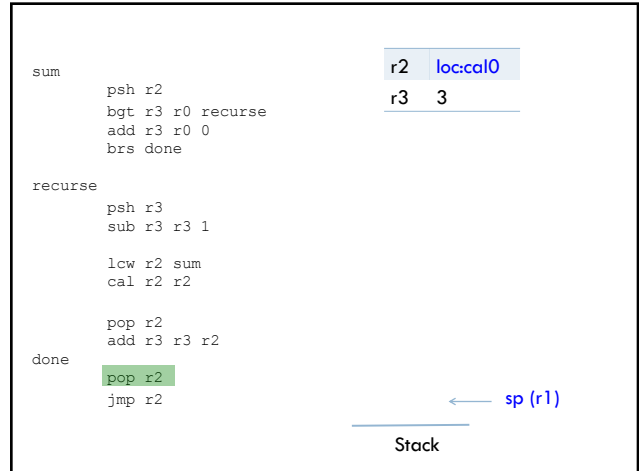 sum
psh r2
bgt r3 r0 recurse
add r3 r0 0
brs done
recurse
psh r3
sub r3 r3 1
lcw r2 sum
cal r2 r2
pop r2
add r3 r3 r2
done
pop r2
jmp r2
r2 loc:cal0
r3 3
sp (r1)
Stack